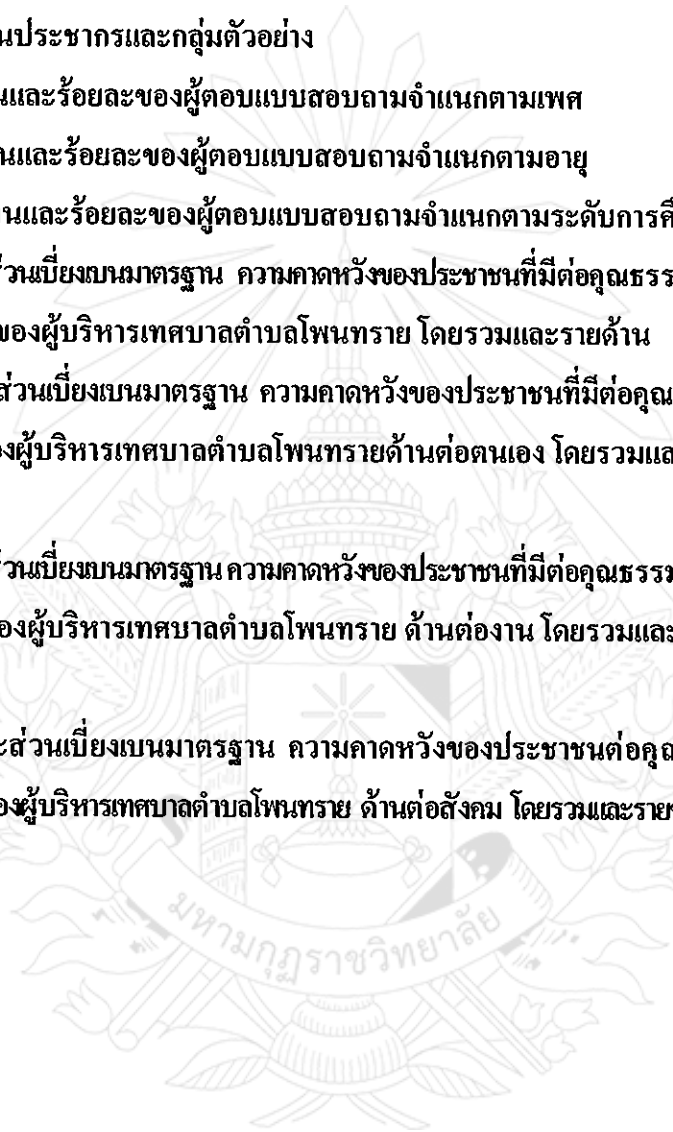 นประชากรและกลุ่มตัวอย่าง
นและร้อยละของผู้ตอบแบบสอบถามจำแนกตามเพศ
นและร้อยละของผู้ตอบแบบสอบถามจำแนกตามอายุ
นและร้อยละของผู้ตอบแบบสอบถามจำแนกตามระดับการศึ
ส่วนเบี่ยงเบนมาตรฐาน ความคาดหวังของประชาชนที่มีต่อคุณธรร
ของผู้บริหารเทศบาลตำบลโพนทราย โดยรวมและรายด้าน
ส่วนเบี่ยงเบนมาตรฐาน ความคาดหวังของประชาชนที่มีต่อคุณ
องผู้บริหารเทศบาลตำบลโพนทรายด้านต่อตนเอง โดยรวมและ
ส่วนเบี่ยงเบนมาตรฐาน ความคาดหวังของประชาชนที่มีต่อคุณธรรม
องผู้บริหารเทศบาลตำบลโพนทราย ด้านต่องาน โดยรวมและ
ะส่วนเบี่ยงเบนมาตรฐาน ความคาดหวังของประชาชนต่อคุณ
องผู้บริหารเทศบาลตำบลโพนทราย ด้านต่อสังคม โดยรวมและราย
มหามกุฏราชวิทยาลัย